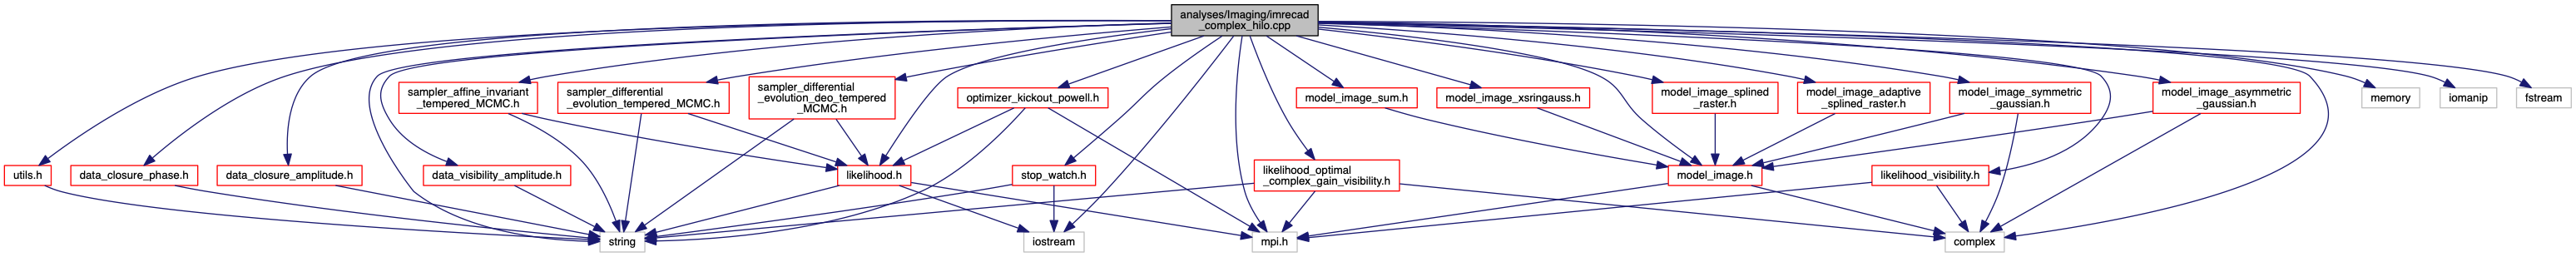 analyses/Imaging/imrecad
_complex_hilo.cpp
sampler_affine_invariant
_tempered_MCMC.h
sampler_differential
_evolution_tempered_MCMC.h
sampler_differential
_evolution_deo_tempered
_MCMC.h
optimizer_kickout_powell.h
model_image_sum.h
model_image_xsringauss.h
model_image_splined
_raster.h
model_image_adaptive
_splined_raster.h
model_image_symmetric
_gaussian.h
model_image_asymmetric
_gaussian.h
memory
iomanip
fstream
utils.h
data_closure_phase.h
data_closure_amplitude.h
data_visibility_amplitude.h
likelihood.h
stop_watch.h
likelihood_optimal
_complex_gain_visibility.h
model_image.h
likelihood_visibility.h
string
iostream
mpi.h
complex